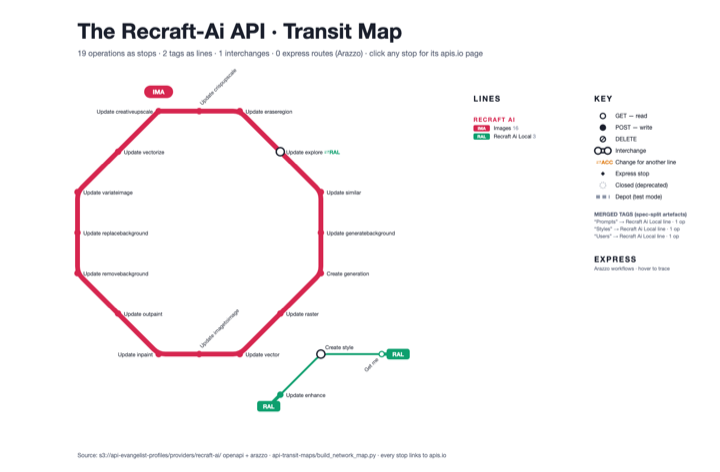 The Recraft-Ai API · Transit Map
19 operations as stops · 2 tags as lines · 1 interchanges · 0 express routes (Arazzo) · click any stop for its apis.io page
IMA
Update crispupscale
Update creativeupscale
Update eraseregion
Update vectorize
Update explore ⇄RAL
Update variateimage
Update similar
Update replacebackground
Update generatebackground
Update removebackground
Create generation
Update outpaint
Update raster
Update imagetoimage
Update inpaint
Update vector
Create style
RAL
Get me
Update enhance
RAL
LINES
RECRAFT AI
IMA Images 16
RAL Recraft Ai Local 3
KEY
GET — read
POST — write
DELETE
Interchange
⇄ACC Change for another line
Express stop
Closed (deprecated)
Depot (test mode)
MERGED TAGS (spec-split artefacts)
"Prompts" → Recraft Ai Local line · 1 op
"Styles" → Recraft Ai Local line · 1 op
"Users" → Recraft Ai Local line · 1 op
EXPRESS
Arazzo workflows · hover to trace
Source: s3://api-evangelist-profiles/providers/recraft-ai/ openapi + arazzo · api-transit-maps/build_network_map.py · every stop links to apis.io